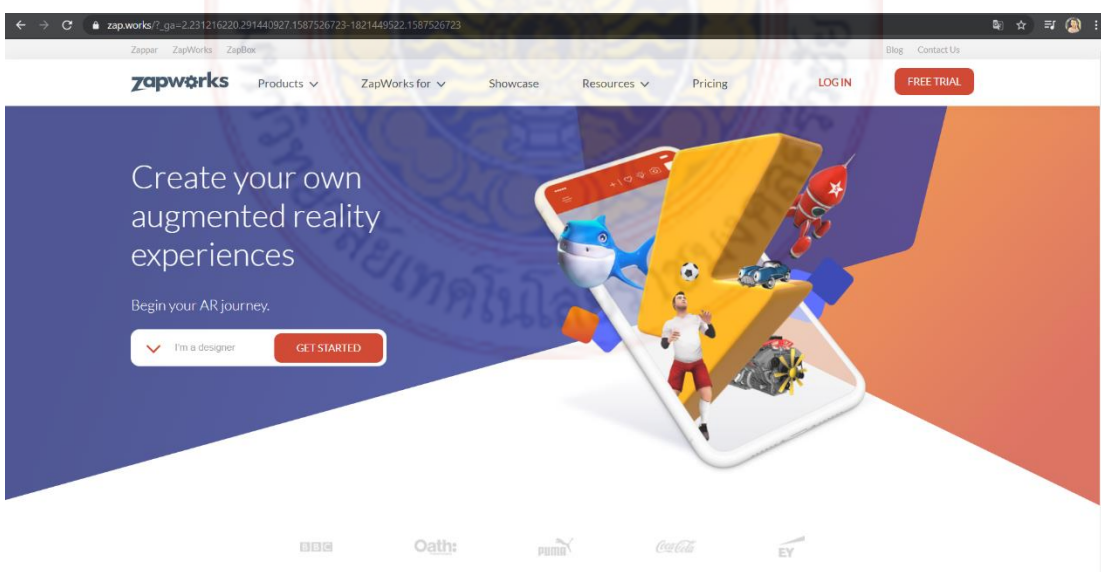 zap.works/?_ga=2.231216220.291440927.1587526723-1821449522.1587526723
Zappar ZapWorks ZapBox Blog Contact Us
zapworks Products ZapWorks for Showcase Resources Pricing LOG IN FREE TRIAL
Create your own
augmented reality
experiences
Begin your AR journey.
I'm a designer GET STARTED
BBC Oath: PUMA Coca-Cola EY